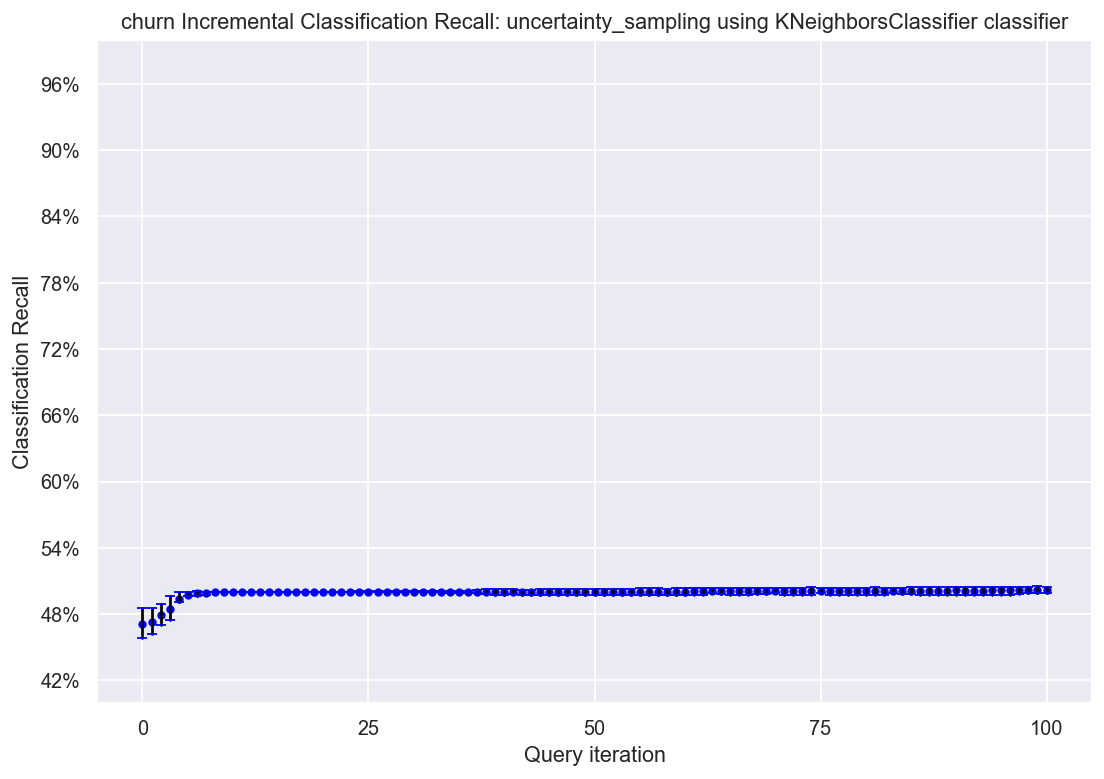 churn Incremental Classification Recall: uncertainty_sampling using KNeighborsClassifier classifier
96%
90%
84%
78%
72%
66%
60%
54%
48%
42%
Classification Recall
0 25 50 75 100
Query iteration